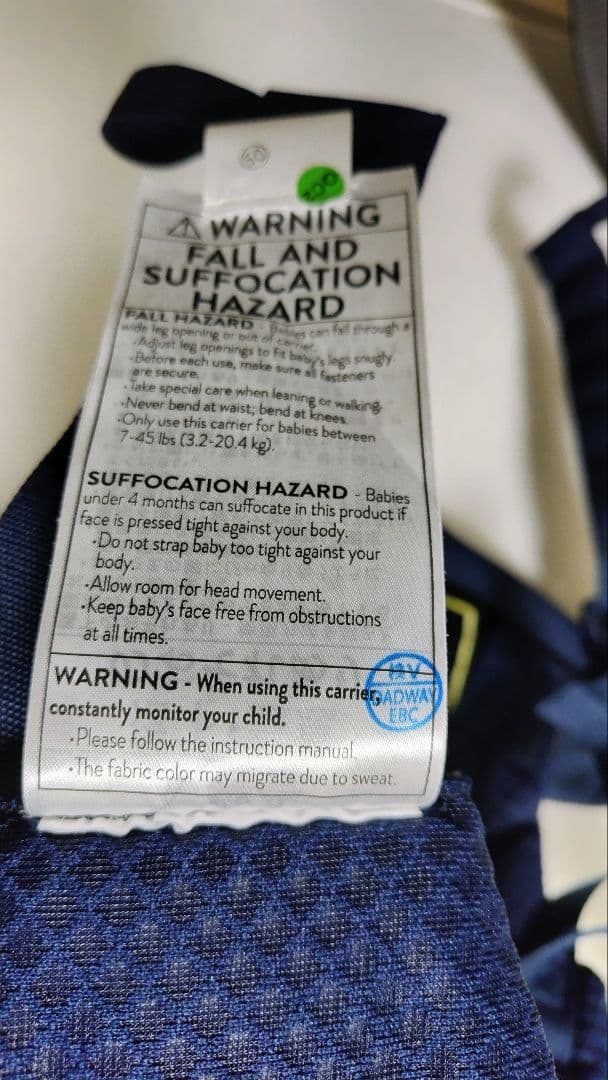 WARNING
FALL AND
SUFFOCATION
HAZARD
FALL HAZARD - Babies can fall through a
wide leg opening or out of carrier.
•Adjust leg openings to fit baby's legs snugly.
•Before each use, make sure all fasteners
are secure.
•Take special care when leaning or walking.
•Never bend at waist; bend at knees.
•Only use this carrier for babies between
7-45 lbs (3.2-20.4 kg).
SUFFOCATION HAZARD - Babies
under 4 months can suffocate in this product if
face is pressed tight against your body.
•Do not strap baby too tight against your
body.
•Allow room for head movement.
•Keep baby's face free from obstructions
at all times.
WARNING - When using this carrier,
constantly monitor your child.
•Please follow the instruction manual.
•The fabric color may migrate due to sweat.
EBC